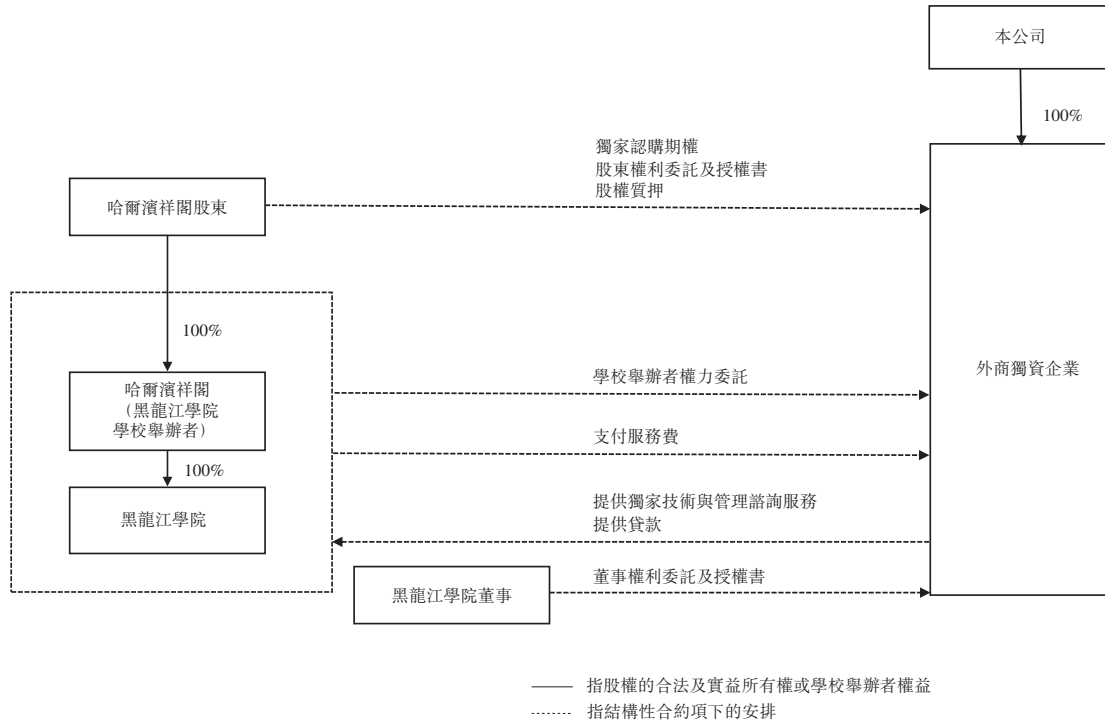 本公司
100%
獨家認購期權
股東權利委託及授權書
股權質押
哈爾濱祥閣股東
100%
外商獨資企業
學校舉辦者權力委託
哈爾濱祥閣
(黑龍江學院
學校舉辦者)
支付服務費
100%
提供獨家技術與管理諮詢服務
提供貸款
黑龍江學院
董事權利委託及授權書
黑龍江學院董事
指股權的合法及實益所有權或學校舉辦者權益
指結構性合約項下的安排